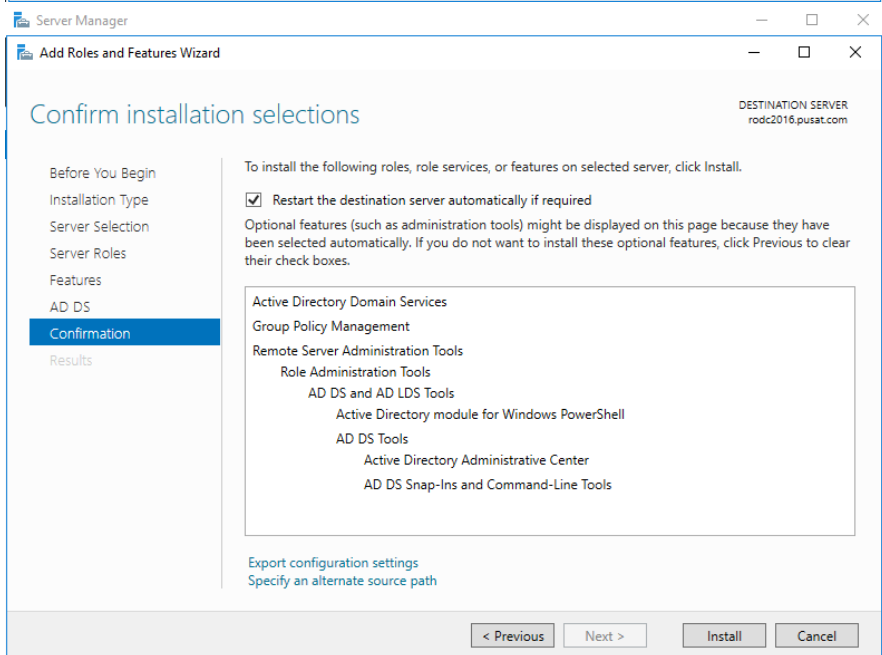 Server Manager
Add Roles and Features Wizard
Confirm installation selections
DESTINATION SERVER
rodc2016.pusat.com
Before You Begin
Installation Type
Server Selection
Server Roles
Features
AD DS
Confirmation
Results
To install the following roles, role services, or features on selected server, click Install.
Restart the destination server automatically if required
Optional features (such as administration tools) might be displayed on this page because they have
been selected automatically. If you do not want to install these optional features, click Previous to clear
their check boxes.
Active Directory Domain Services
Group Policy Management
Remote Server Administration Tools
Role Administration Tools
AD DS and AD LDS Tools
Active Directory module for Windows PowerShell
AD DS Tools
Active Directory Administrative Center
AD DS Snap-Ins and Command-Line Tools
Export configuration settings
Specify an alternate source path
< Previous
Next >
Install
Cancel